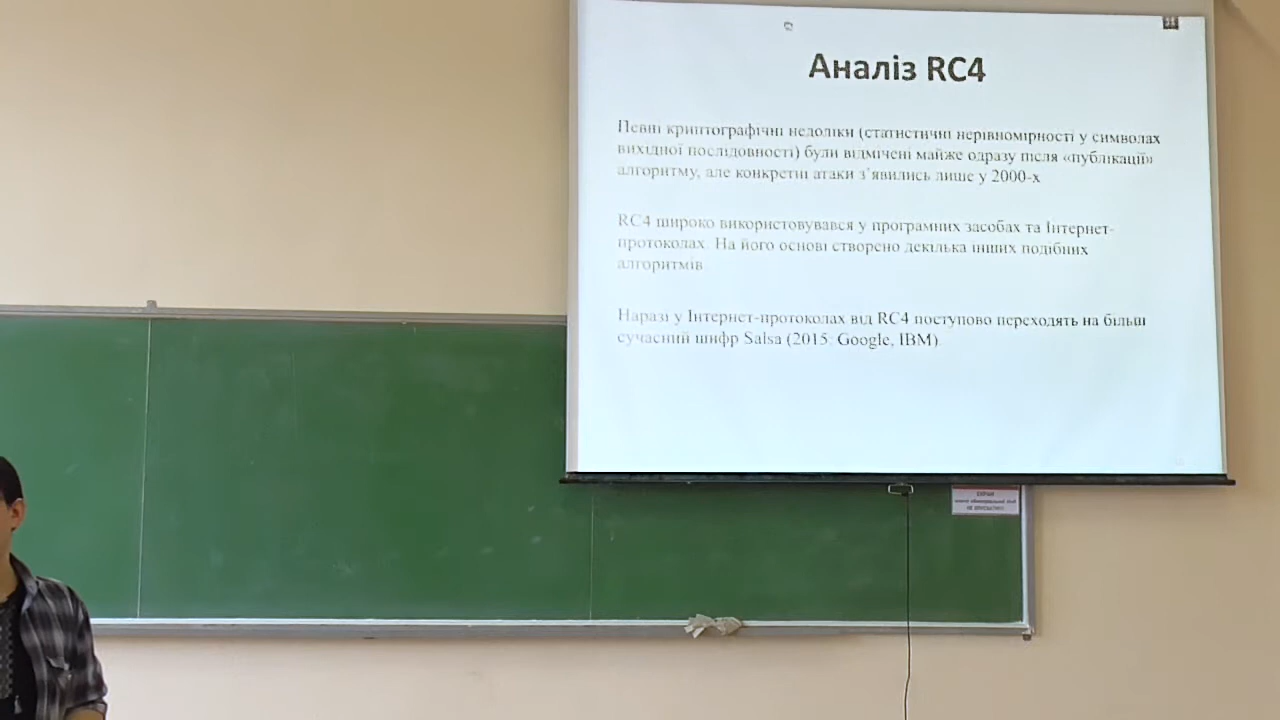 Аналіз RC4
Певні криптографічні недоліки (статистичні нерівномірності у символах
вихідної послідовності) були відмічені майже одразу після «публікації»
алгоритму, але конкретні атаки з’явились лише у 2000-х
RC4 широко використовувався у програмних засобах та Інтернет-
протоколах. На його основі створено декілька інших подібних
алгоритмів.
Наразі у Інтернет-протоколах від RC4 поступово переходять на більш
сучасний шифр Salsa (2015: Google, IBM).